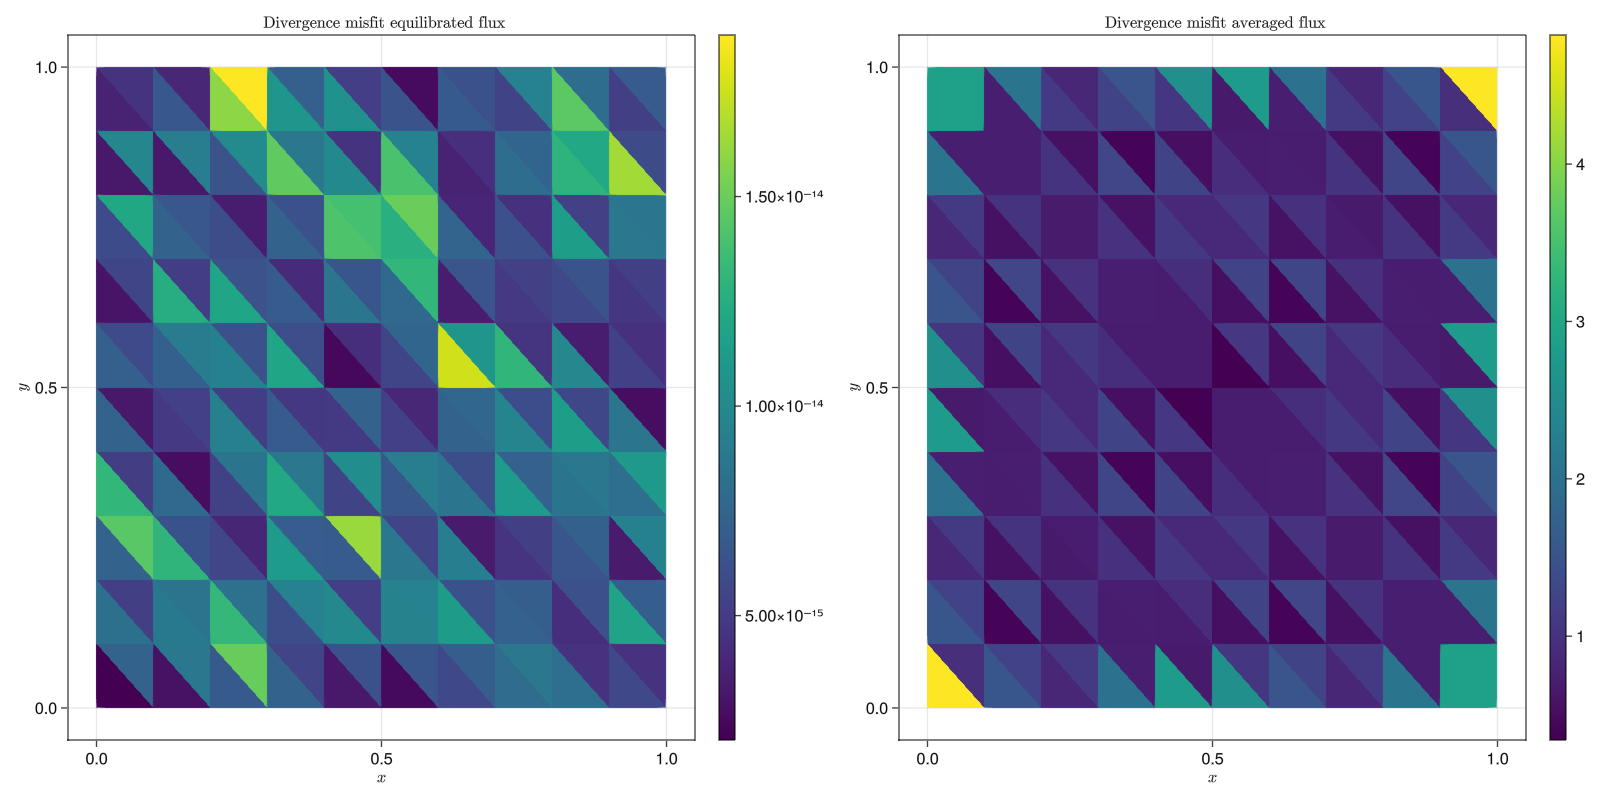 Divergence misfit equilibrated flux
1.0
0.5
0.0
y
0.0 0.5 1.0
x
1.50×10⁻¹⁴
1.00×10⁻¹⁴
5.00×10⁻¹⁵
Divergence misfit averaged flux
1.0
0.5
0.0
y
0.0 0.5 1.0
x
4
3
2
1